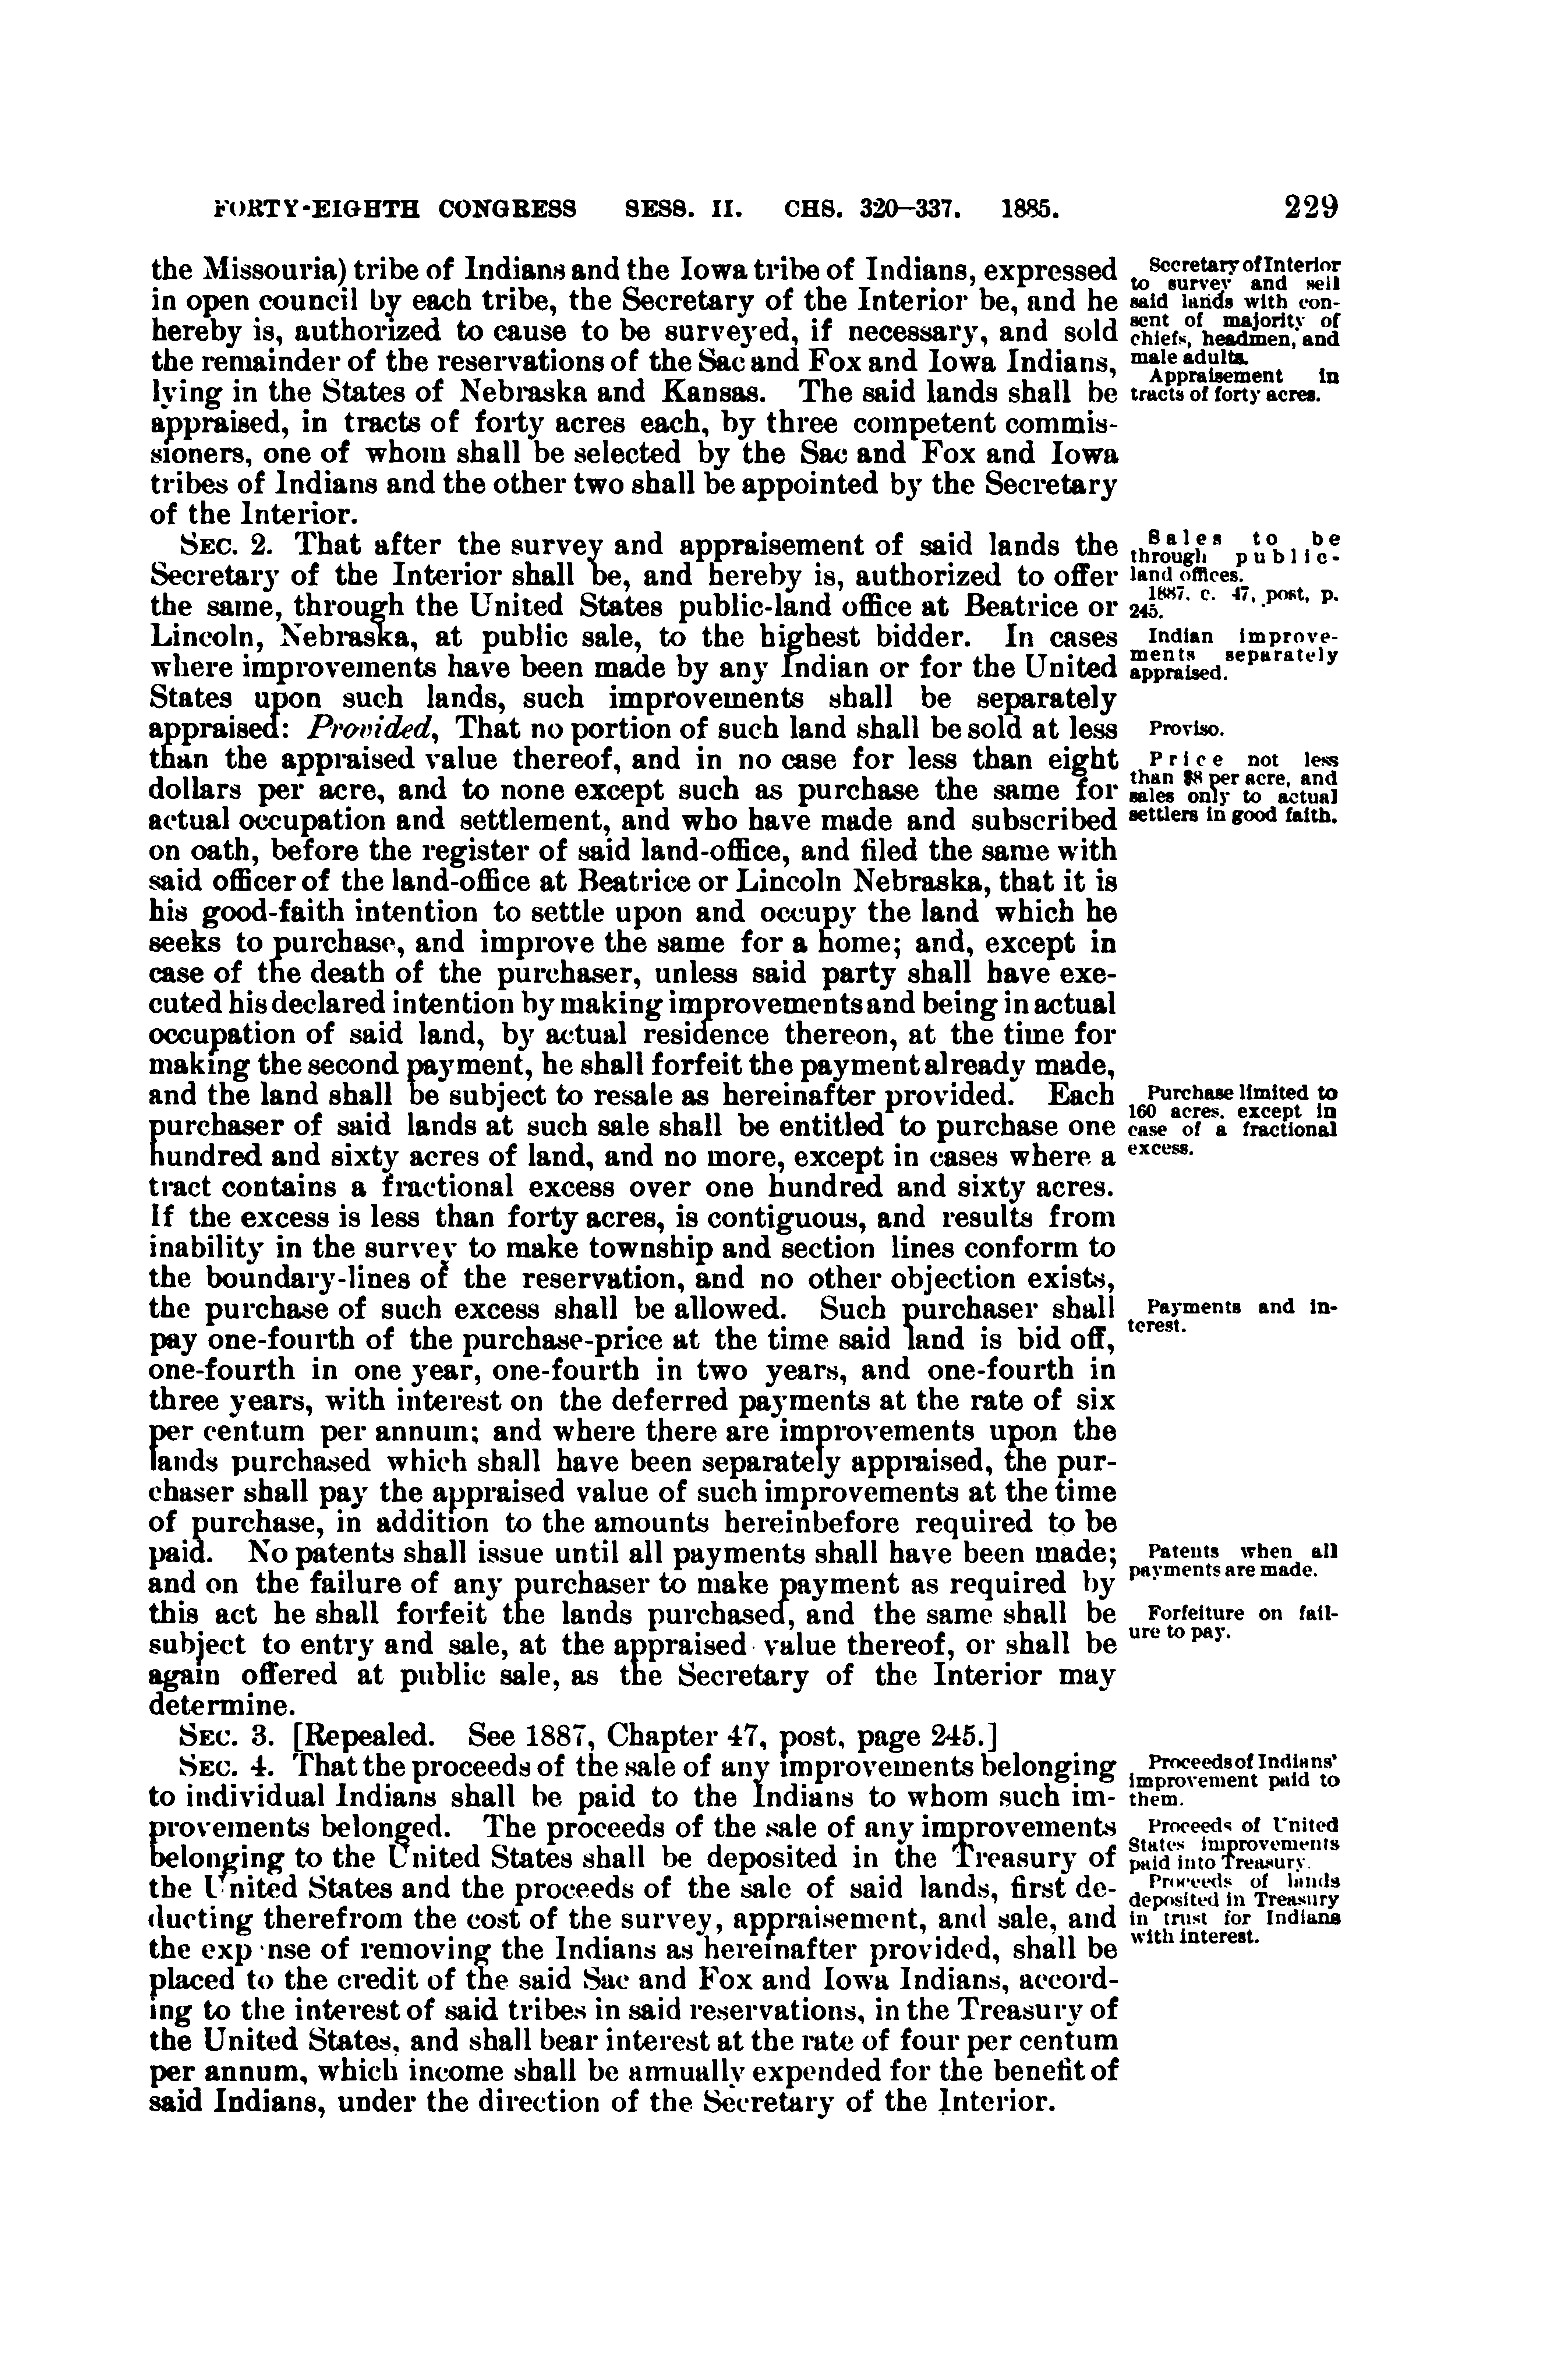 FORTY-EIGHTH CONGRESS SESS. II. CHS. 320–337. 1885. 229
the Missouria) tribe of Indians and the Iowa tribe of Indians, expressed
in open council by each tribe, the Secretary of the Interior be, and he
hereby is, authorized to cause to be surveyed, if necessary, and sold
the remainder of the reservations of the Sac and Fox and Iowa Indians,
lying in the States of Nebraska and Kansas. The said lands shall be
appraised, in tracts of forty acres each, by three competent commis-
sioners, one of whom shall be selected by the Sac and Fox and Iowa
tribes of Indians and the other two shall be appointed by the Secretary
of the Interior.
Secretary of Interior
to survey and sell
said lands with con-
sent of majority of
chiefs, headmen, and
male adults.
Appraisement in
tracts of forty acres.
SEC. 2. That after the survey and appraisement of said lands the
Secretary of the Interior shall be, and hereby is, authorized to offer
the same, through the United States public-land office at Beatrice or
Lincoln, Nebraska, at public sale, to the highest bidder. In cases
where improvements have been made by any Indian or for the United
States upon such lands, such improvements shall be separately
appraised: Provided, That no portion of such land shall be sold at less
than the appraised value thereof, and in no case for less than eight
dollars per acre, and to none except such as purchase the same for
actual occupation and settlement, and who have made and subscribed
on oath, before the register of said land-office, and filed the same with
said officer of the land-office at Beatrice or Lincoln Nebraska, that it is
his good-faith intention to settle upon and occupy the land which he
seeks to purchase, and improve the same for a home; and, except in
case of the death of the purchaser, unless said party shall have exe-
cuted his declared intention by making improvements and being in actual
occupation of said land, by actual residence thereon, at the time for
making the second payment, he shall forfeit the payment already made,
and the land shall be subject to resale as hereinafter provided. Each
purchaser of said lands at such sale shall be entitled to purchase one
hundred and sixty acres of land, and no more, except in cases where a
tract contains a fractional excess over one hundred and sixty acres.
If the excess is less than forty acres, is contiguous, and results from
inability in the survey to make township and section lines conform to
the boundary-lines of the reservation, and no other objection exists,
the purchase of such excess shall be allowed. Such purchaser shall
pay one-fourth of the purchase-price at the time said land is bid off,
one-fourth in one year, one-fourth in two years, and one-fourth in
three years, with interest on the deferred payments at the rate of six
per centum per annum; and where there are improvements upon the
lands purchased which shall have been separately appraised, the pur-
chaser shall pay the appraised value of such improvements at the time
of purchase, in addition to the amounts hereinbefore required to be
paid. No patents shall issue until all payments shall have been made;
and on the failure of any purchaser to make payment as required by
this act he shall forfeit the lands purchased, and the same shall be
subject to entry and sale, at the appraised value thereof, or shall be
again offered at public sale, as the Secretary of the Interior may
determine.
Sales to be
through public-
land offices.
1887, c. 47, post, p.
245.
Indian improve-
ments separately
appraised.
Proviso.
Price not less
than $8 per acre, and
sales only to actual
settlers in good faith.
Purchase limited to
160 acres, except in
case of a fractional
excess.
Payments and in-
terest.
Patents when all
payments are made.
Forfeiture on fail-
ure to pay.
SEC. 3. [Repealed. See 1887, Chapter 47, post, page 245.]
SEC. 4. That the proceeds of the sale of any improvements belonging
to individual Indians shall be paid to the Indians to whom such im-
provements belonged. The proceeds of the sale of any improvements
belonging to the United States shall be deposited in the Treasury of
the United States and the proceeds of the sale of said lands, first de-
ducting therefrom the cost of the survey, appraisement, and sale, and
the exp nse of removing the Indians as hereinafter provided, shall be
placed to the credit of the said Sac and Fox and Iowa Indians, accord-
ing to the interest of said tribes in said reservations, in the Treasury of
the United States, and shall bear interest at the rate of four per centum
per annum, which income shall be annually expended for the benefit of
said Indians, under the direction of the Secretary of the Interior.
Proceeds of Indians'
improvement paid to
them.
Proceeds of United
States improvements
paid into Treasury.
Proceeds of lands
deposited in Treasury
in trust for Indians
with interest.